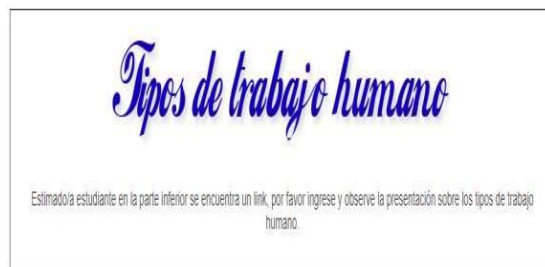 Tipos de trabajo humano
Estimado/a estudiante en la parte inferior se encuentra un link, por favor ingrese y observe la presentación sobre los tipos de trabajo
humano.